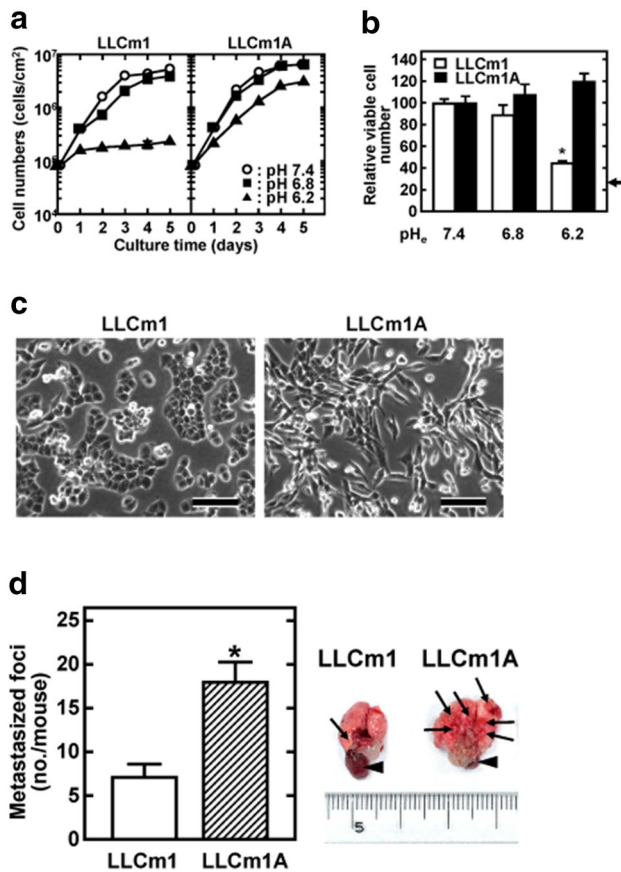 a
LLCm1 LLCm1A
Cell numbers (cells/cm²)
10⁷
10⁶
10⁵
10⁴
○ : pH 7.4
■ : pH 6.8
▲ : pH 6.2
0 1 2 3 4 5 0 1 2 3 4 5
Culture time (days)
b
Relative viable cell number
140
120
100
80
60
40
20
0
LLCm1
LLCm1A
*
pHe 7.4 6.8 6.2
c
LLCm1 LLCm1A
d
Metastasized foci
(no./mouse)
25
20
15
10
5
0
*
LLCm1 LLCm1A
LLCm1 LLCm1A
5